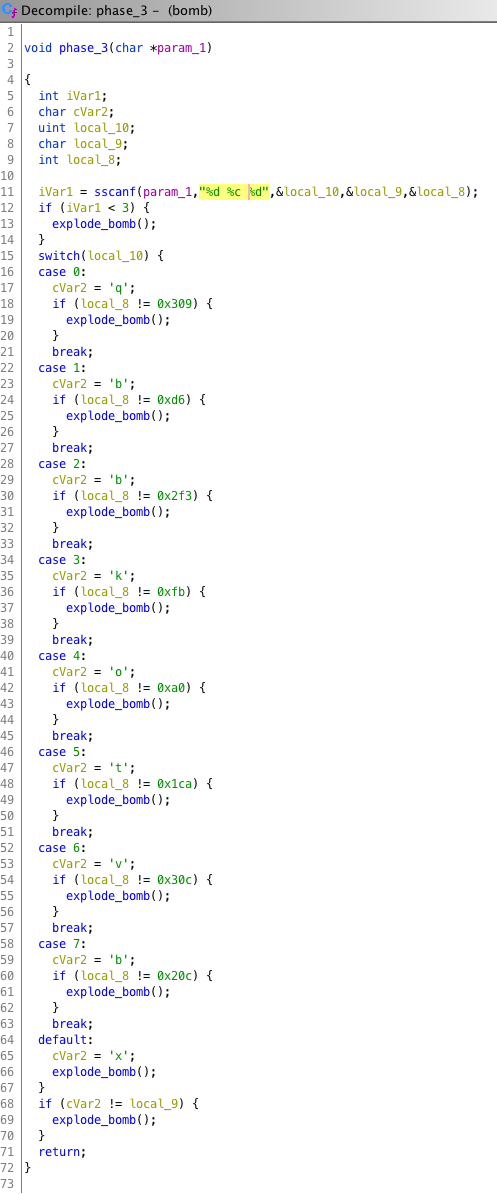 Decompile: phase_3 - (bomb)
1
2 void phase_3(char *param_1)
3
4 {
5 int iVar1;
6 char cVar2;
7 uint local_10;
8 char local_9;
9 int local_8;
10
11 iVar1 = sscanf(param_1,"%d %c %d",&local_10,&local_9,&local_8);
12 if (iVar1 < 3) {
13 explode_bomb();
14 }
15 switch(local_10) {
16 case 0:
17 cVar2 = 'q';
18 if (local_8 != 0x309) {
19 explode_bomb();
20 }
21 break;
22 case 1:
23 cVar2 = 'b';
24 if (local_8 != 0xd6) {
25 explode_bomb();
26 }
27 break;
28 case 2:
29 cVar2 = 'b';
30 if (local_8 != 0x2f3) {
31 explode_bomb();
32 }
33 break;
34 case 3:
35 cVar2 = 'k';
36 if (local_8 != 0xfb) {
37 explode_bomb();
38 }
39 break;
40 case 4:
41 cVar2 = 'o';
42 if (local_8 != 0xa0) {
43 explode_bomb();
44 }
45 break;
46 case 5:
47 cVar2 = 't';
48 if (local_8 != 0x1ca) {
49 explode_bomb();
50 }
51 break;
52 case 6:
53 cVar2 = 'v';
54 if (local_8 != 0x30c) {
55 explode_bomb();
56 }
57 break;
58 case 7:
59 cVar2 = 'b';
60 if (local_8 != 0x20c) {
61 explode_bomb();
62 }
63 break;
64 default:
65 cVar2 = 'x';
66 explode_bomb();
67 }
68 if (cVar2 != local_9) {
69 explode_bomb();
70 }
71 return;
72 }
73